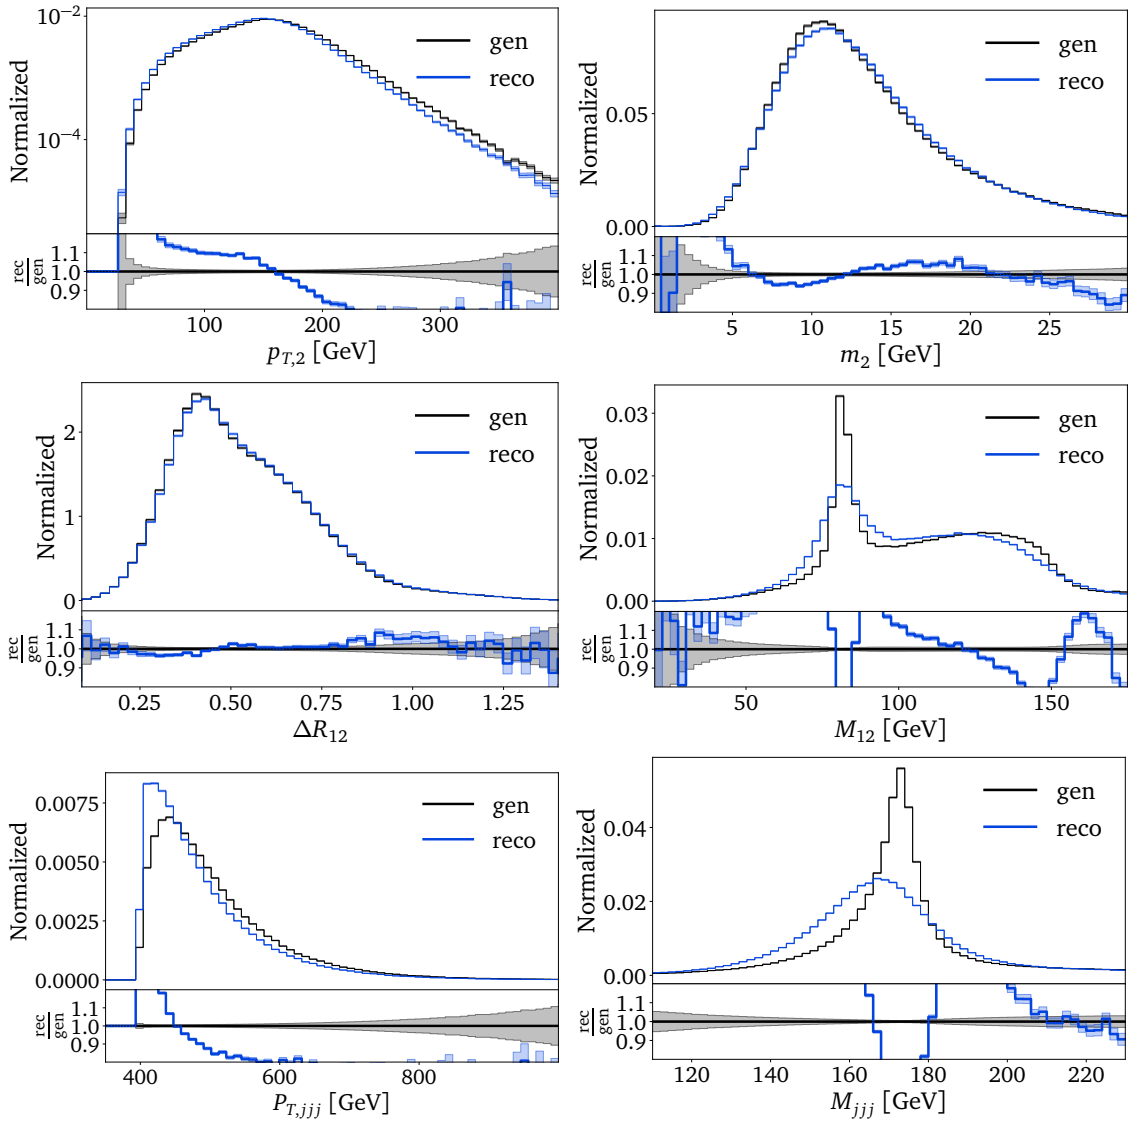 Normalized
10⁻²
10⁻⁴
gen
reco
rec
gen
1.1
1.0
0.9
100
200
300
p_{T,2} [GeV]
Normalized
0.05
0.00
gen
reco
rec
gen
1.1
1.0
0.9
5
10
15
20
25
m₂ [GeV]
Normalized
2
1
0
gen
reco
rec
gen
1.1
1.0
0.9
0.25
0.50
0.75
1.00
1.25
ΔR₁₂
Normalized
0.03
0.02
0.01
0.00
gen
reco
rec
gen
1.1
1.0
0.9
50
100
150
M₁₂ [GeV]
Normalized
0.0075
0.0050
0.0025
0.0000
gen
reco
rec
gen
1.1
1.0
0.9
400
600
800
P_{T,jjj} [GeV]
Normalized
0.04
0.02
0.00
gen
reco
rec
gen
1.1
1.0
0.9
120
140
160
180
200
220
M_{jjj} [GeV]